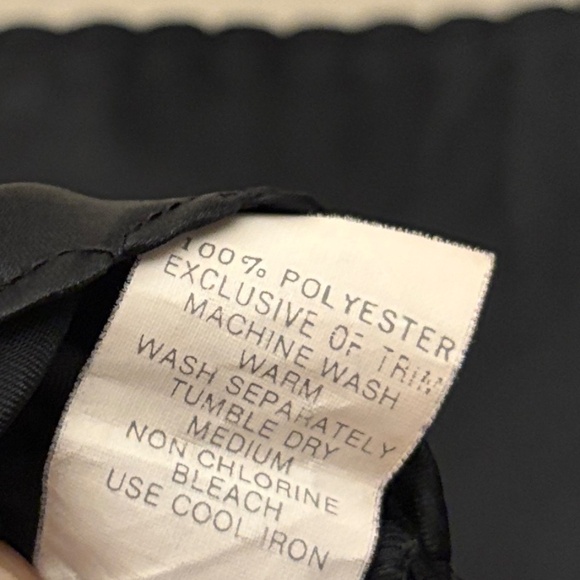 100% POLYESTER
EXCLUSIVE OF TRIM
MACHINE WASH
WARM
WASH SEPARATELY
TUMBLE DRY
MEDIUM
NON CHLORINE
BLEACH
USE COOL IRON